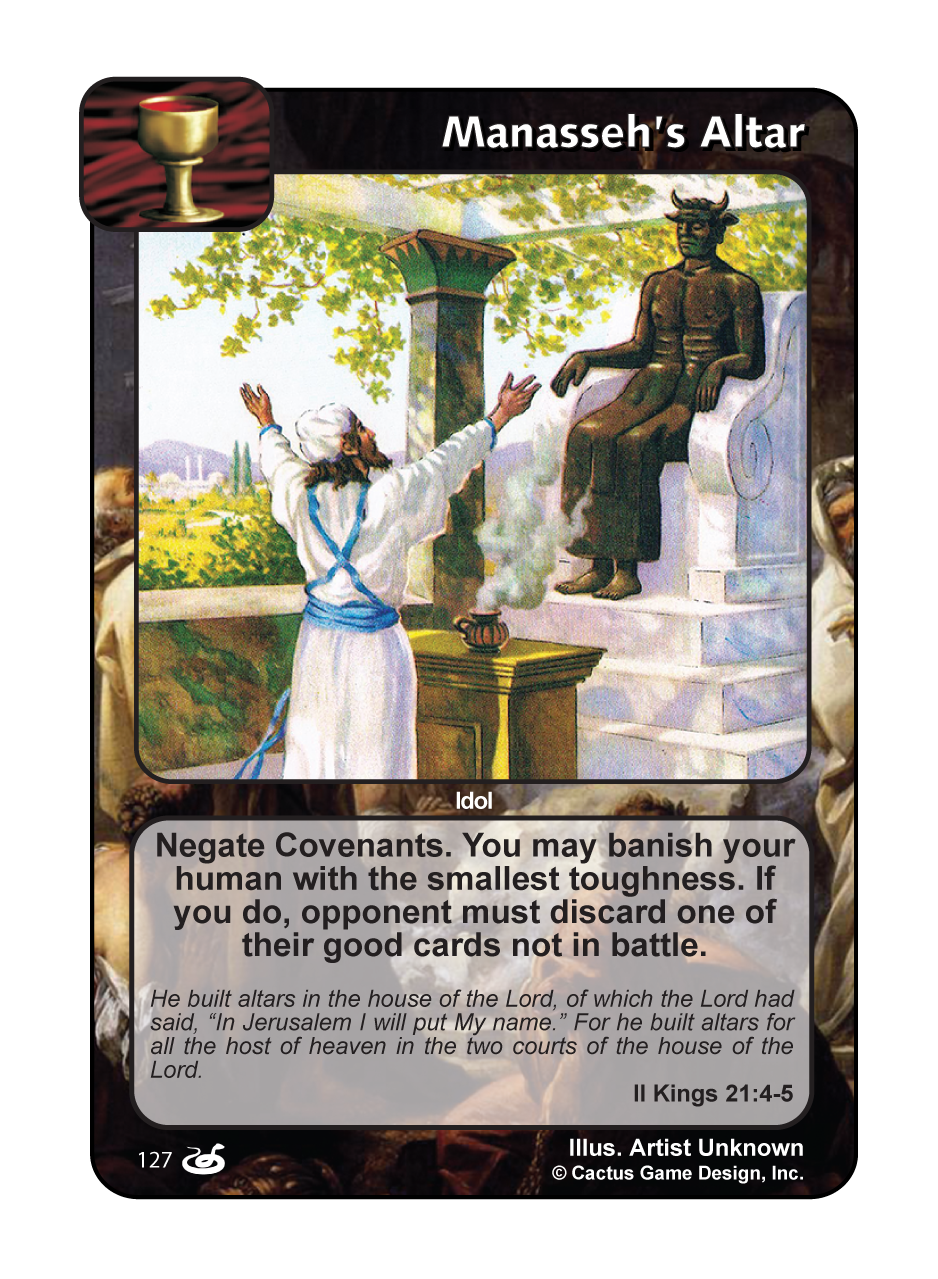 Manasseh's Altar
Idol
Negate Covenants. You may banish your
human with the smallest toughness. If
you do, opponent must discard one of
their good cards not in battle.
He built altars in the house of the Lord, of which the Lord had
said, “In Jerusalem I will put My name.” For he built altars for
all the host of heaven in the two courts of the house of the
Lord.
II Kings 21:4-5
127
Illus. Artist Unknown
© Cactus Game Design, Inc.